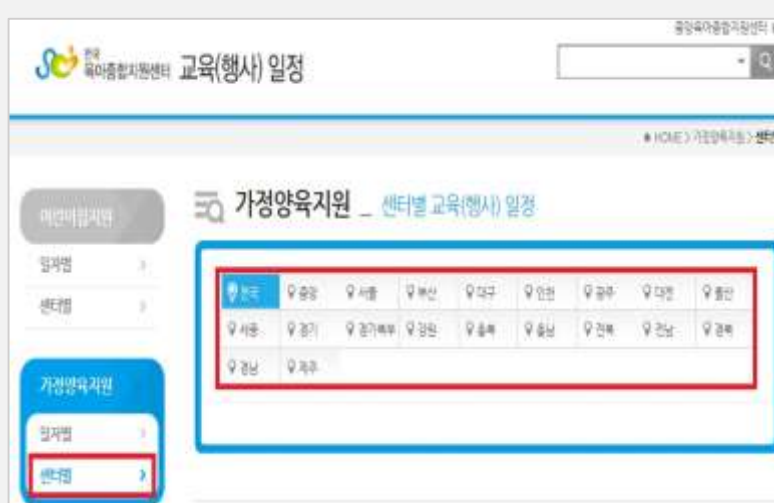 중앙육아종합지원센터
한국
육아종합지원센터 교육(행사) 일정
HOME > 가정양육지원 > 센터별
어린이집지원
일자별
센터별
가정양육지원
일자별
센터별
가정양육지원 _ 센터별 교육(행사) 일정
전국 중앙 서울 부산 대구 인천 광주 대전 울산
세종 경기 경기북부 강원 충북 충남 전북 전남 경북
경남 제주